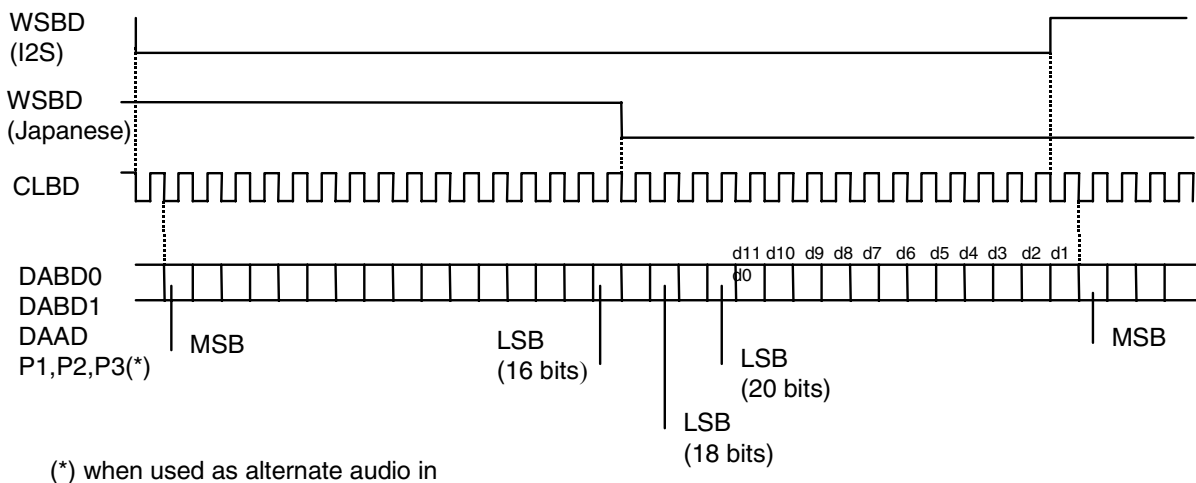 WSBD
(I2S)
WSBD
(Japanese)
CLBD
d11 d10 d9 d8 d7 d6 d5 d4 d3 d2 d1
d0
DABD0
DABD1
DAAD
P1,P2,P3(*)
MSB
LSB
(16 bits)
LSB
(20 bits)
MSB
LSB
(18 bits)
(*) when used as alternate audio in